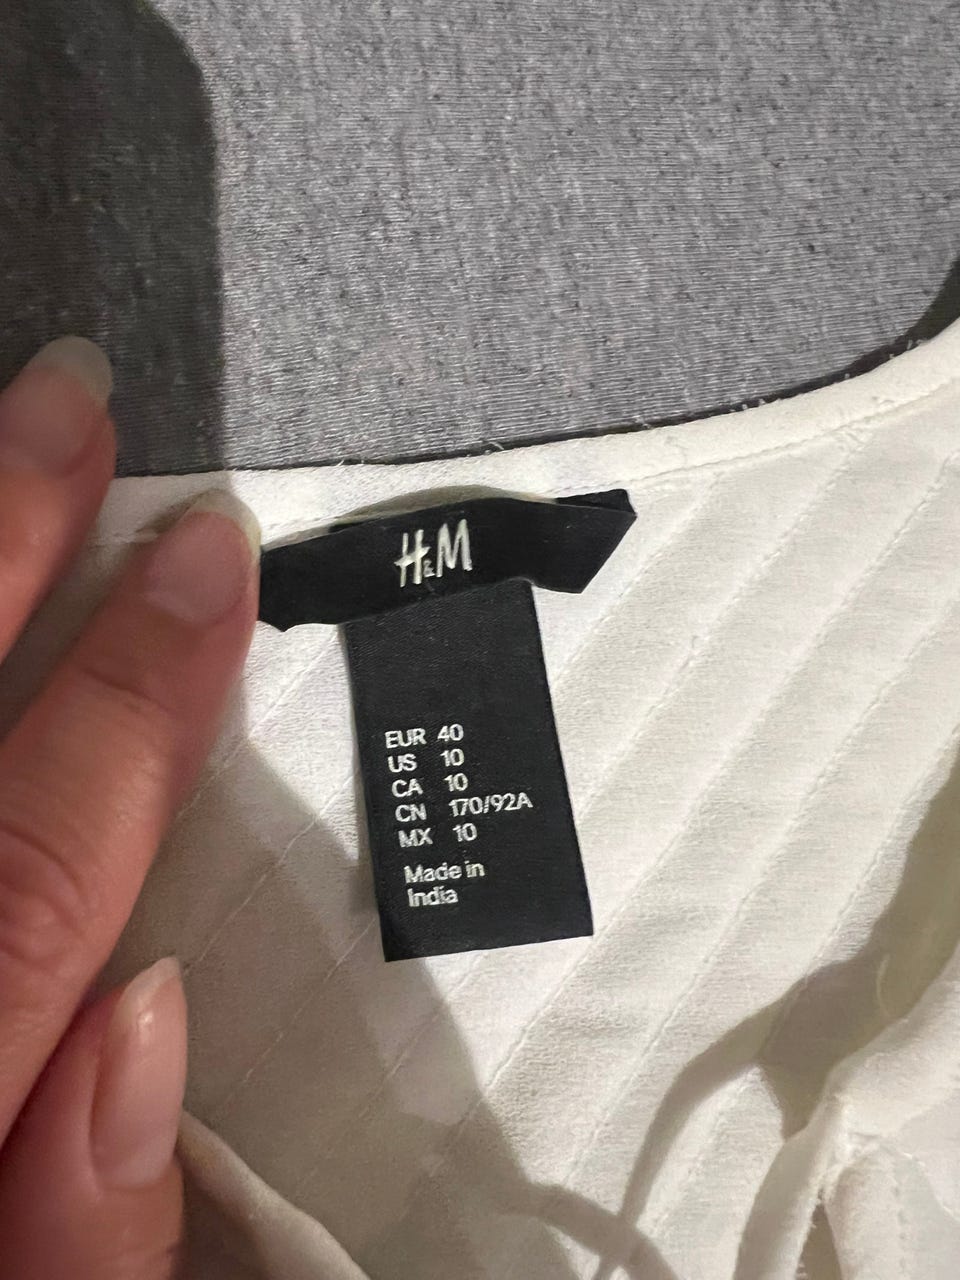 H&M
EUR 40
US 10
CA 10
CN 170/92A
MX 10
Made in
India